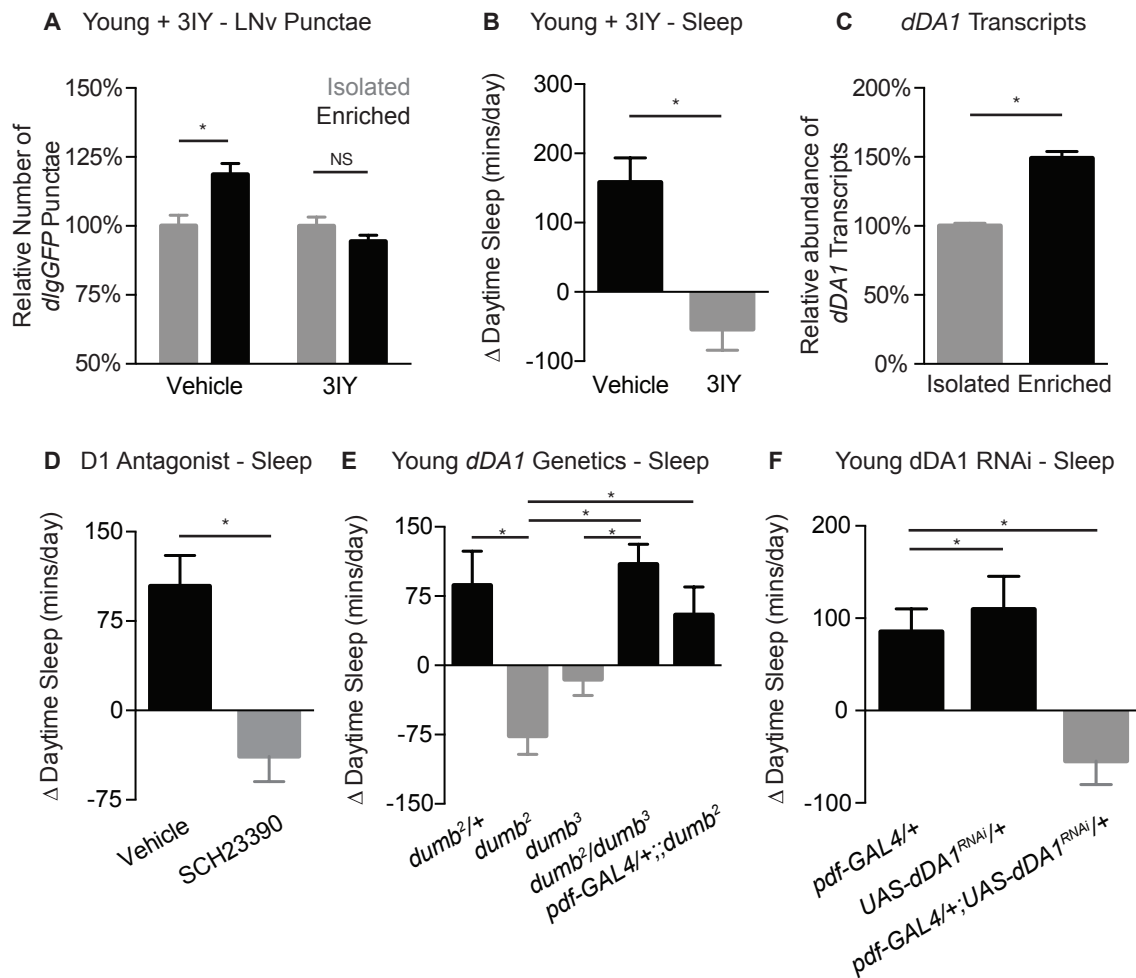 A Young + 3IY - LNv Punctae
Relative Number of
dlgGFP Punctae
150%
125%
100%
75%
50%
Isolated
Enriched
*
NS
Vehicle 3IY
B Young + 3IY - Sleep
Δ Daytime Sleep (mins/day)
300
200
100
0
-100
*
Vehicle 3IY
C dDA1 Transcripts
Relative abundance of
dDA1 Transcripts
200%
150%
100%
50%
0%
*
Isolated Enriched
D D1 Antagonist - Sleep
Δ Daytime Sleep (mins/day)
150
75
0
-75
*
Vehicle
SCH23390
E Young dDA1 Genetics - Sleep
Δ Daytime Sleep (mins/day)
150
75
0
-75
-150
*
*
*
*
dumb²/+
dumb²
dumb³
dumb²/dumb³
pdf-GAL4/+;;dumb²
F Young dDA1 RNAi - Sleep
Δ Daytime Sleep (mins/day)
200
100
0
-100
*
*
pdf-GAL4/+
UAS-dDA1^RNAi/+
pdf-GAL4/+;UAS-dDA1^RNAi/+